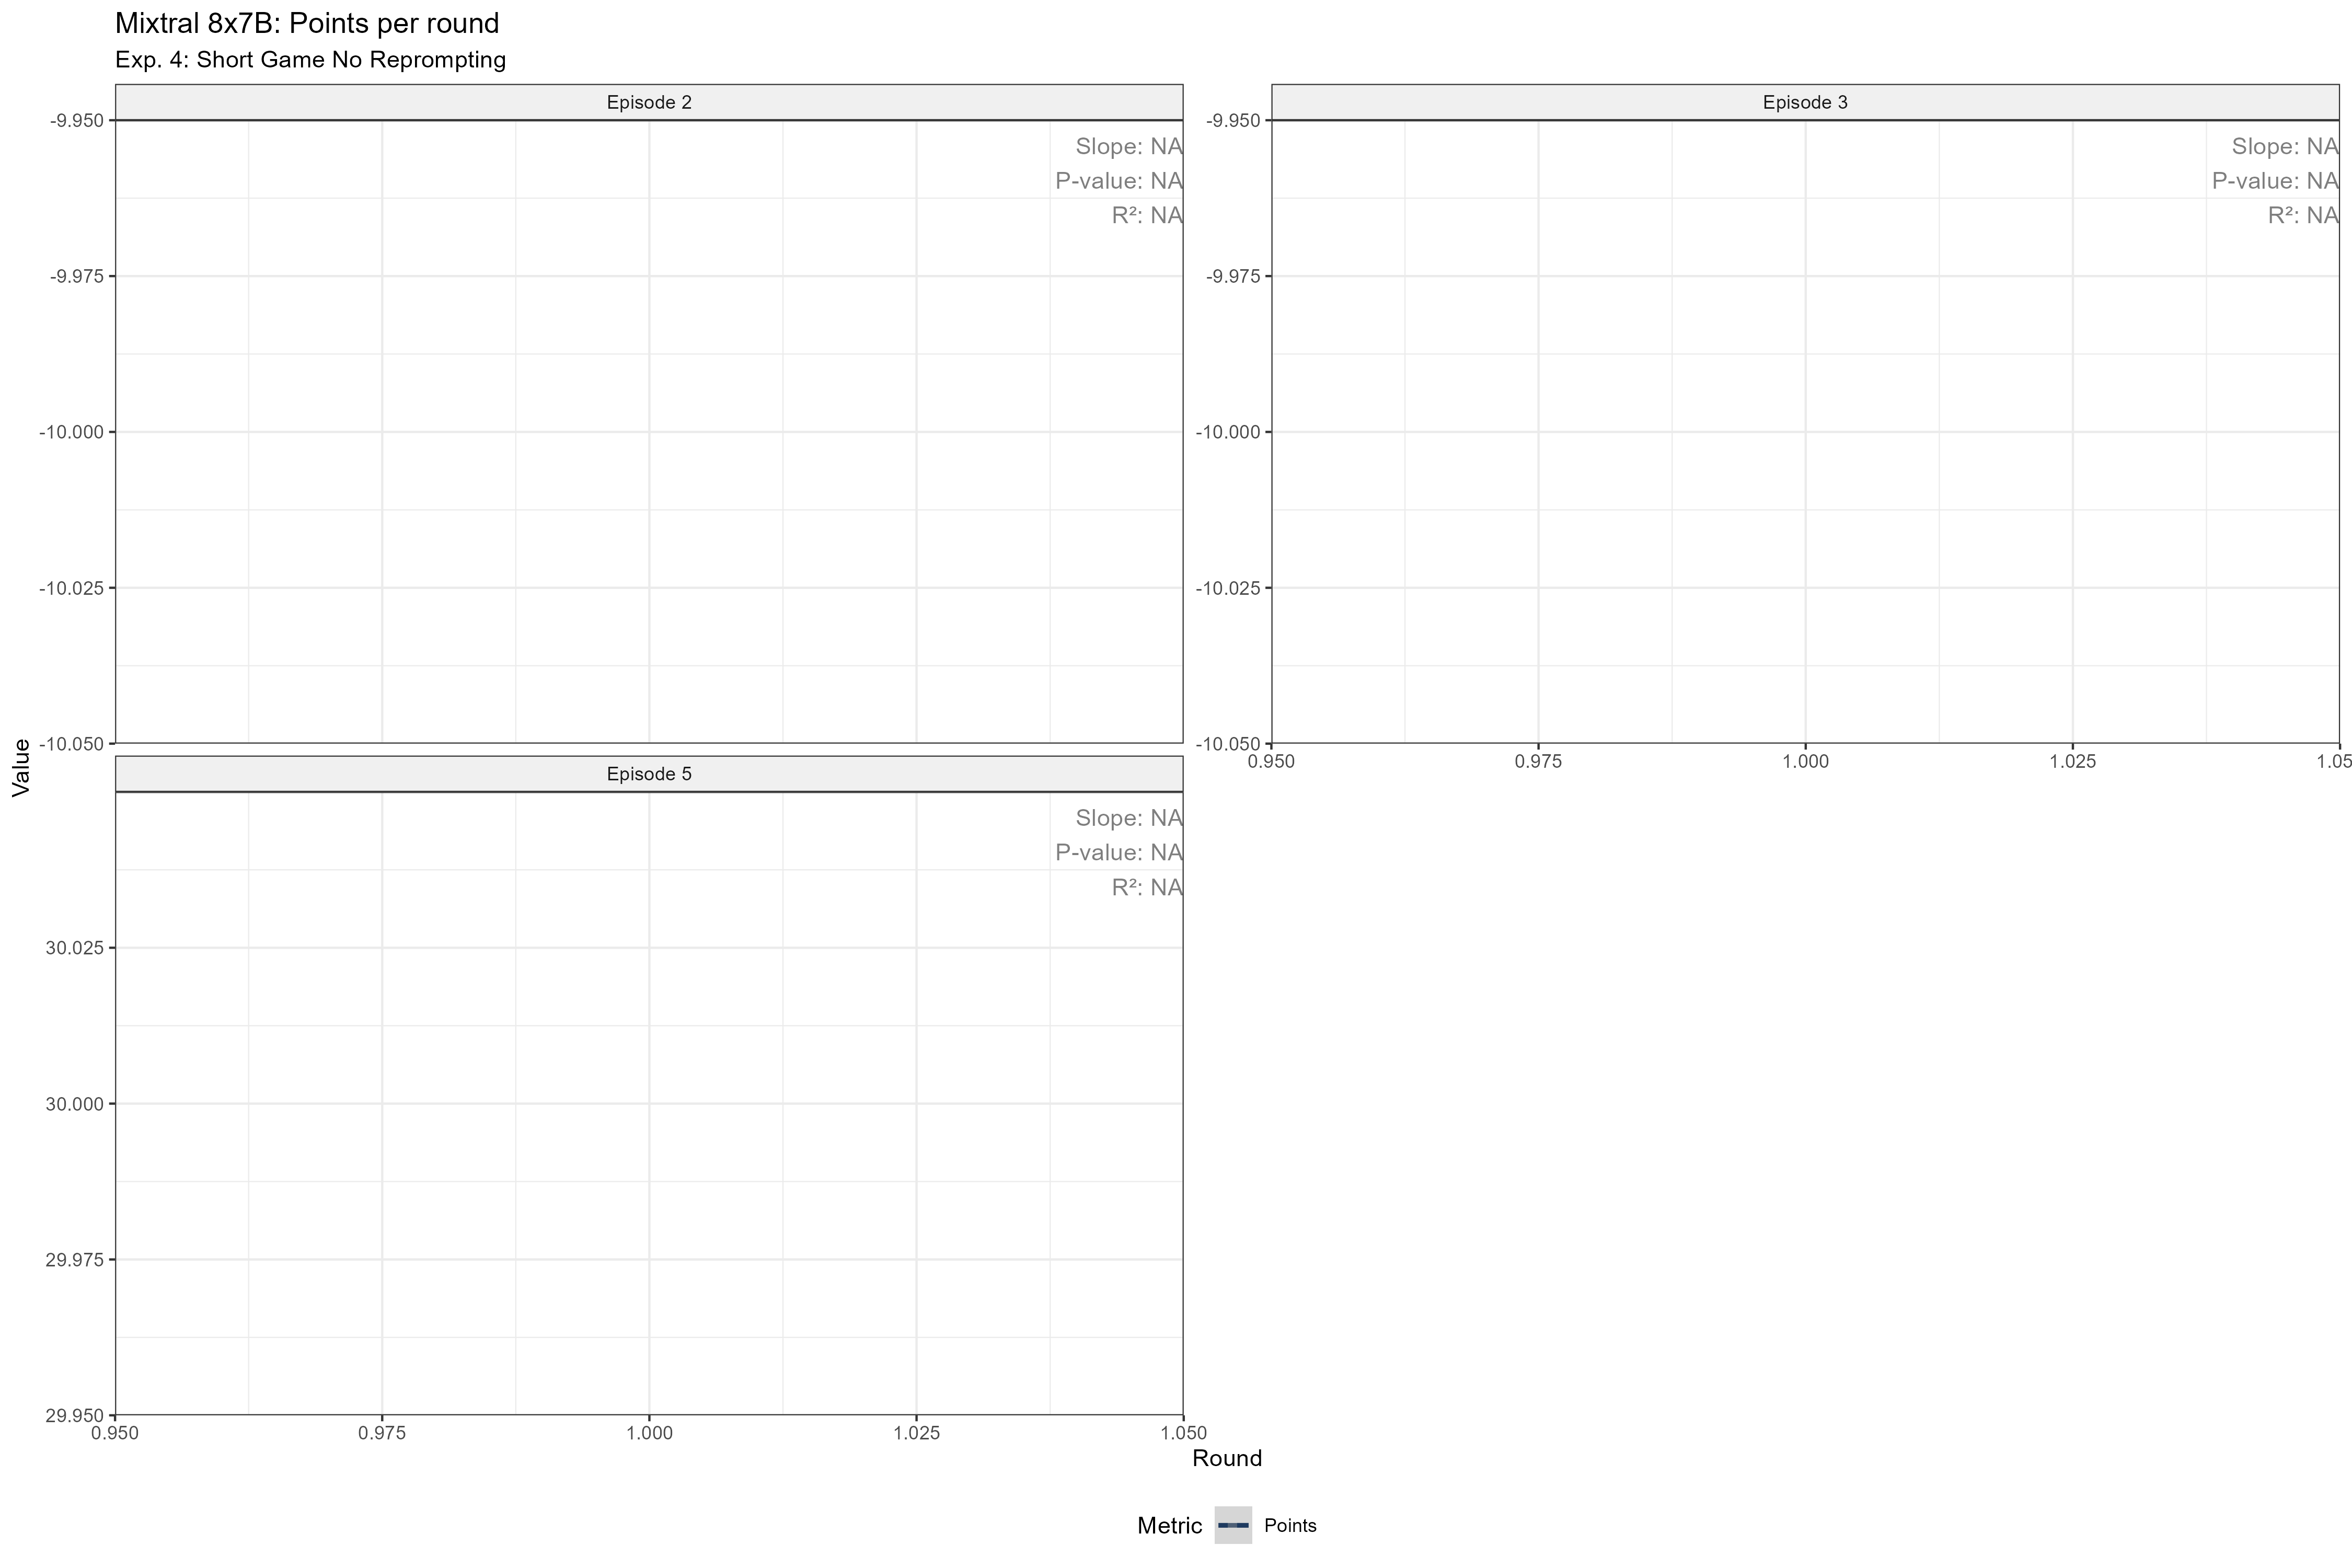 Mixtral 8x7B: Points per round
Exp. 4: Short Game No Reprompting
Episode 2
-9.950
-9.975
-10.000
-10.025
-10.050
Slope: NA
P-value: NA
R²: NA
Episode 3
-9.950
-9.975
-10.000
-10.025
-10.050
Slope: NA
P-value: NA
R²: NA
0.950 0.975 1.000 1.025 1.05
Value
Episode 5
30.025
30.000
29.975
29.950
Slope: NA
P-value: NA
R²: NA
0.950 0.975 1.000 1.025 1.050
Round
Metric Points